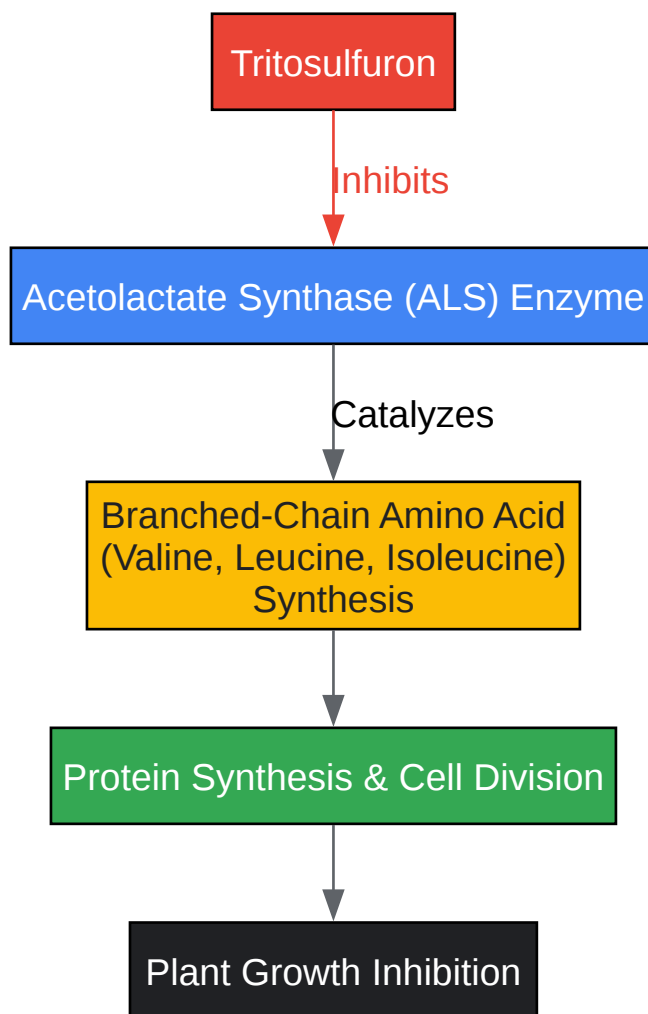 Tritosulfuron
Inhibits
Acetolactate Synthase (ALS) Enzyme
Catalyzes
Branched-Chain Amino Acid
(Valine, Leucine, Isoleucine)
Synthesis
Protein Synthesis & Cell Division
Plant Growth Inhibition